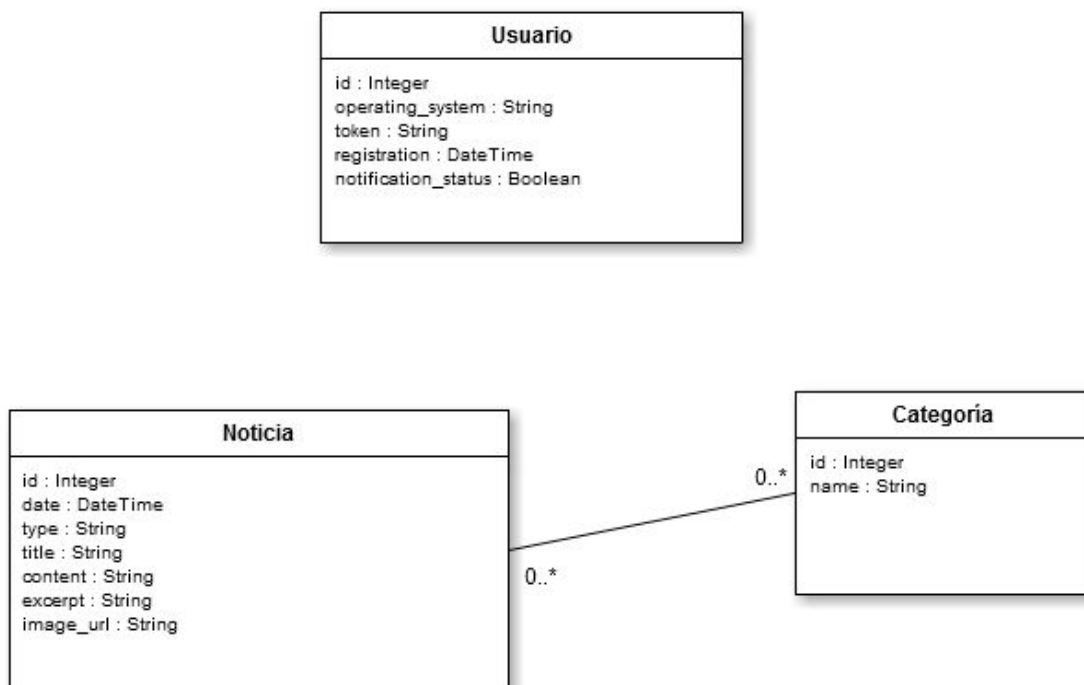 Usuario
id : Integer
operating_system : String
token : String
registration : DateTime
notification_status : Boolean
Noticia
id : Integer
date : DateTime
type : String
title : String
content : String
excerpt : String
image_url : String
0..*
0..*
Categoría
id : Integer
name : String